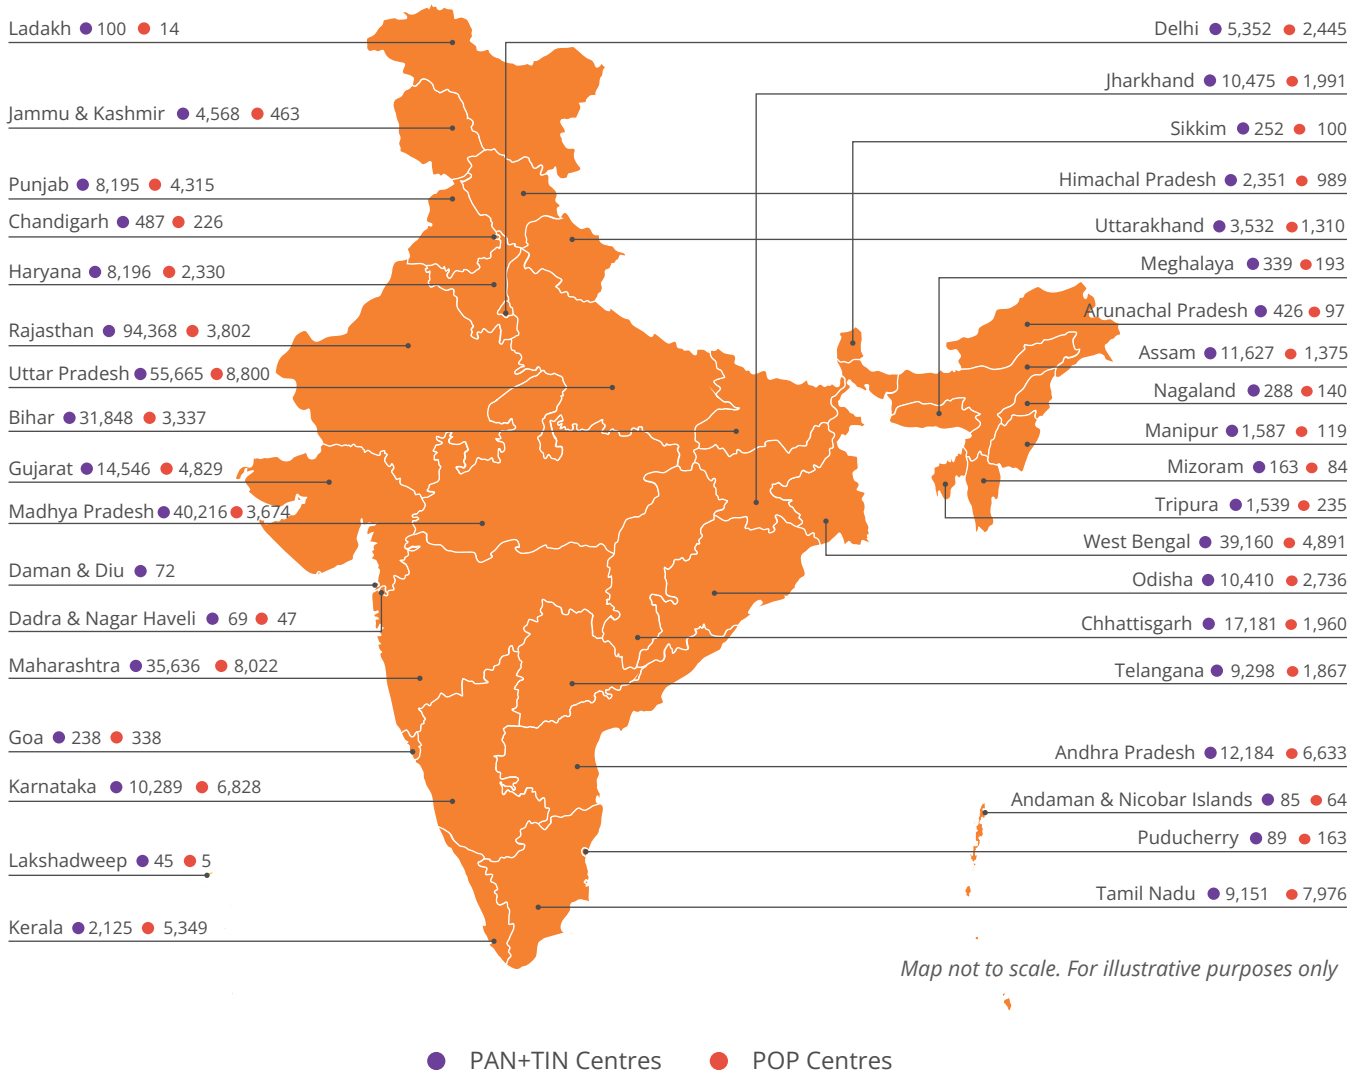 Ladakh 100 14
Jammu & Kashmir 4,568 463
Punjab 8,195 4,315
Chandigarh 487 226
Haryana 8,196 2,330
Rajasthan 94,368 3,802
Uttar Pradesh 55,665 8,800
Bihar 31,848 3,337
Gujarat 14,546 4,829
Madhya Pradesh 40,216 3,674
Daman & Diu 72
Dadra & Nagar Haveli 69 47
Maharashtra 35,636 8,022
Goa 238 338
Karnataka 10,289 6,828
Lakshadweep 45 5
Kerala 2,125 5,349
Delhi 5,352 2,445
Jharkhand 10,475 1,991
Sikkim 252 100
Himachal Pradesh 2,351 989
Uttarakhand 3,532 1,310
Meghalaya 339 193
Arunachal Pradesh 426 97
Assam 11,627 1,375
Nagaland 288 140
Manipur 1,587 119
Mizoram 163 84
Tripura 1,539 235
West Bengal 39,160 4,891
Odisha 10,410 2,736
Chhattisgarh 17,181 1,960
Telangana 9,298 1,867
Andhra Pradesh 12,184 6,633
Andaman & Nicobar Islands 85 64
Puducherry 89 163
Tamil Nadu 9,151 7,976
Map not to scale. For illustrative purposes only
PAN+TIN Centres POP Centres